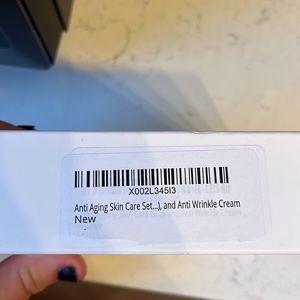 X002L345I3
Anti Aging Skin Care Set...), and Anti Wrinkle Cream
New